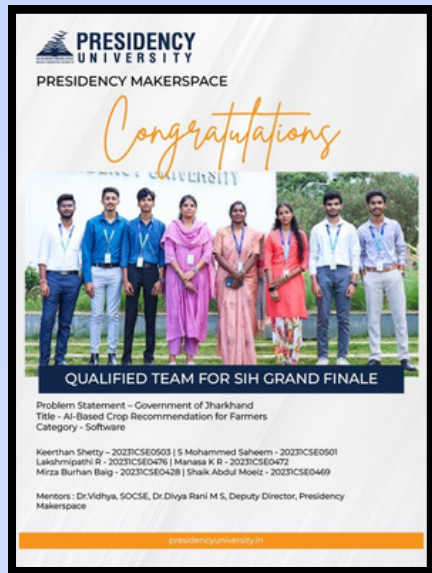 PRESIDENCY
UNIVERSITY
PRESIDENCY MAKERSPACE
Congratulations
UNIVERSITY
QUALIFIED TEAM FOR SIH GRAND FINALE
Problem Statement – Government of Jharkhand
Title - AI-Based Crop Recommendation for Farmers
Category - Software
Keerthan Shetty – 20231CSE0503 | S Mohammed Saheem - 20231CSE0501
Lakshmipathi R - 20231CSE0476 | Manasa K R - 20231CSE0472
Mirza Burhan Baig - 20231CSE0428 | Shaik Abdul Moeiz - 20231CSE0469
Mentors : Dr.Vidhya, SOCSE, Dr.Divya Rani M S, Deputy Director, Presidency
Makerspace
presidencyuniversity.in